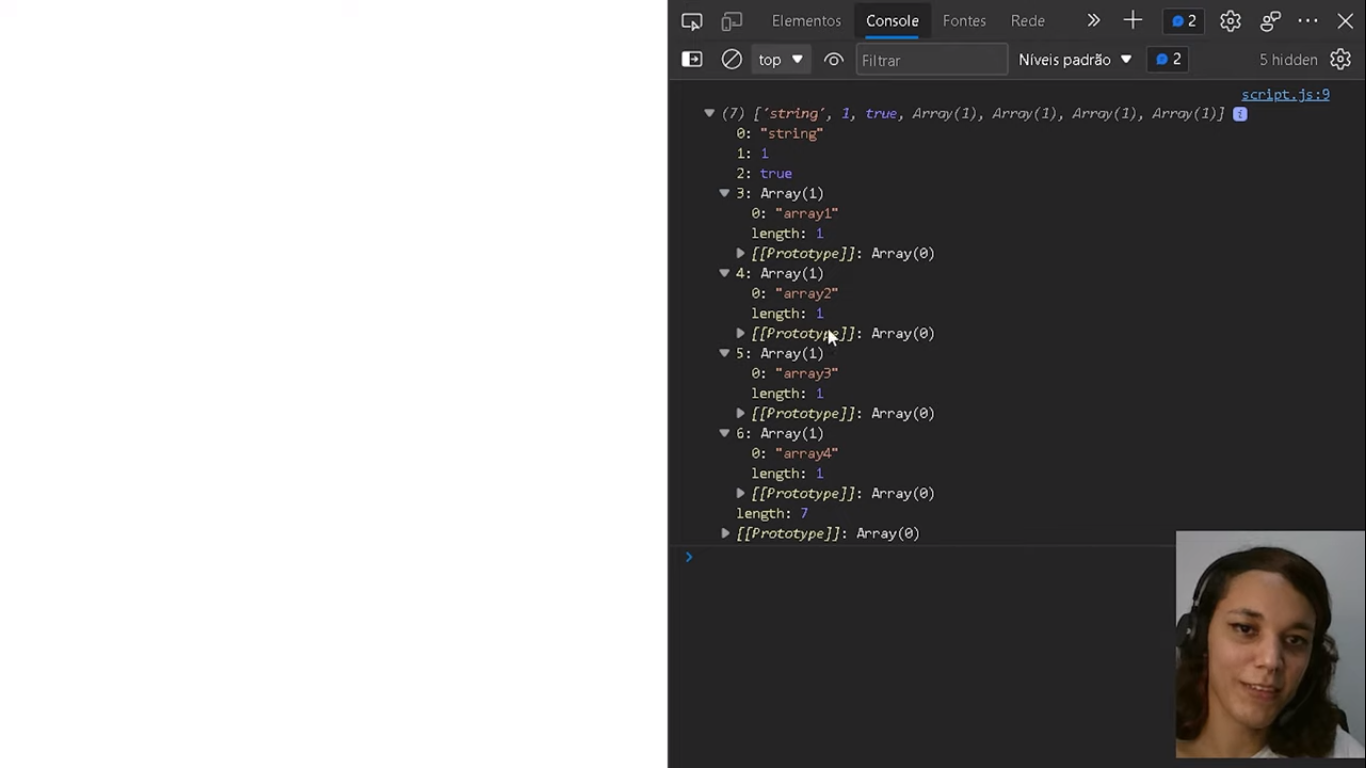 Elementos Console Fontes Rede 2
top Filtrar Níveis padrão 2 5 hidden
script.js:9
(7) ['string', 1, true, Array(1), Array(1), Array(1), Array(1)] i
0: "string"
1: 1
2: true
3: Array(1)
0: "array1"
length: 1
[[Prototype]]: Array(0)
4: Array(1)
0: "array2"
length: 1
[[Prototype]]: Array(0)
5: Array(1)
0: "array3"
length: 1
[[Prototype]]: Array(0)
6: Array(1)
0: "array4"
length: 1
[[Prototype]]: Array(0)
length: 7
[[Prototype]]: Array(0)